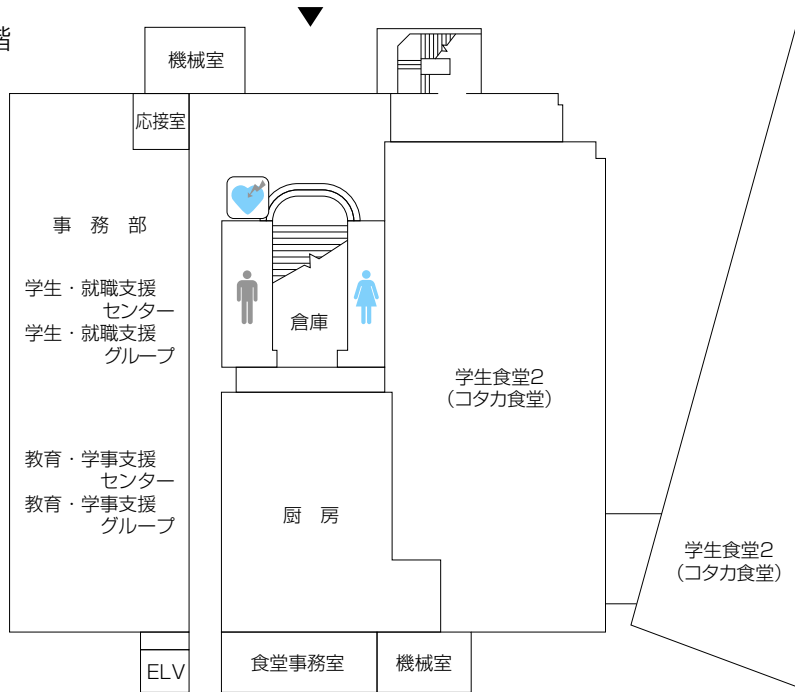 階
機械室
応接室
事 務 部
学生・就職支援
センター
学生・就職支援
グループ
倉庫
学生食堂2
(コタカ食堂)
教育・学事支援
センター
教育・学事支援
グループ
厨 房
学生食堂2
(コタカ食堂)
ELV
食堂事務室
機械室